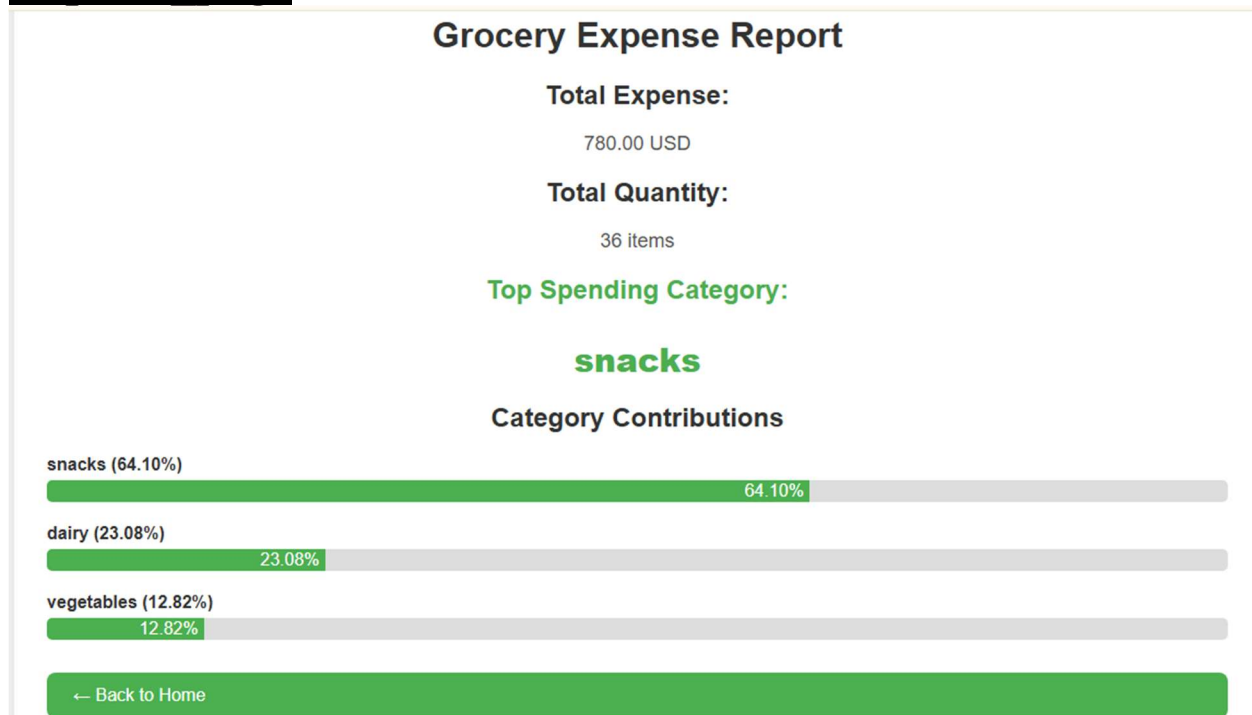 Grocery Expense Report
Total Expense:
780.00 USD
Total Quantity:
36 items
Top Spending Category:
snacks
Category Contributions
snacks (64.10%)
64.10%
dairy (23.08%)
23.08%
vegetables (12.82%)
12.82%
← Back to Home